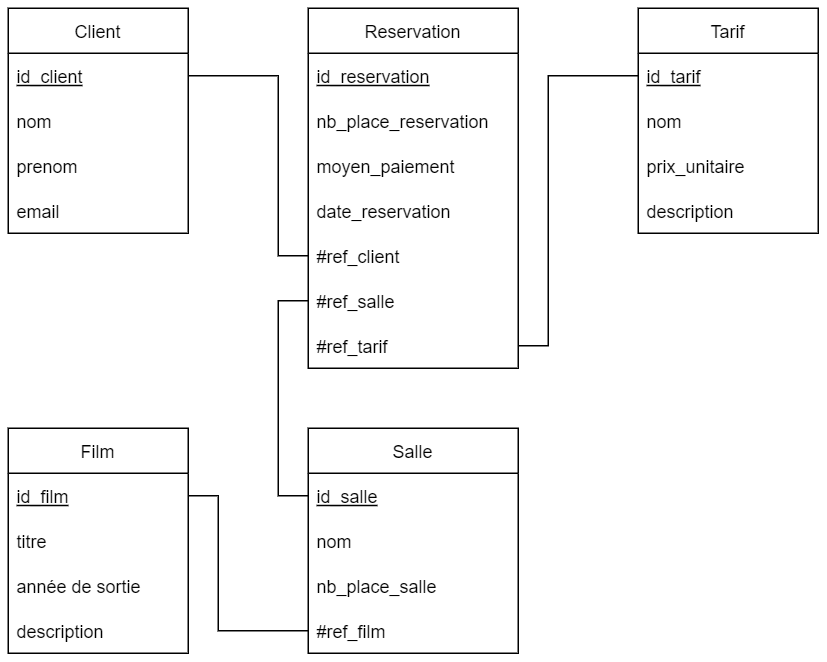 Client
id_client
nom
prenom
email
Reservation
id_reservation
nb_place_reservation
moyen_paiement
date_reservation
#ref_client
#ref_salle
#ref_tarif
Tarif
id_tarif
nom
prix_unitaire
description
Film
id_film
titre
année de sortie
description
Salle
id_salle
nom
nb_place_salle
#ref_film